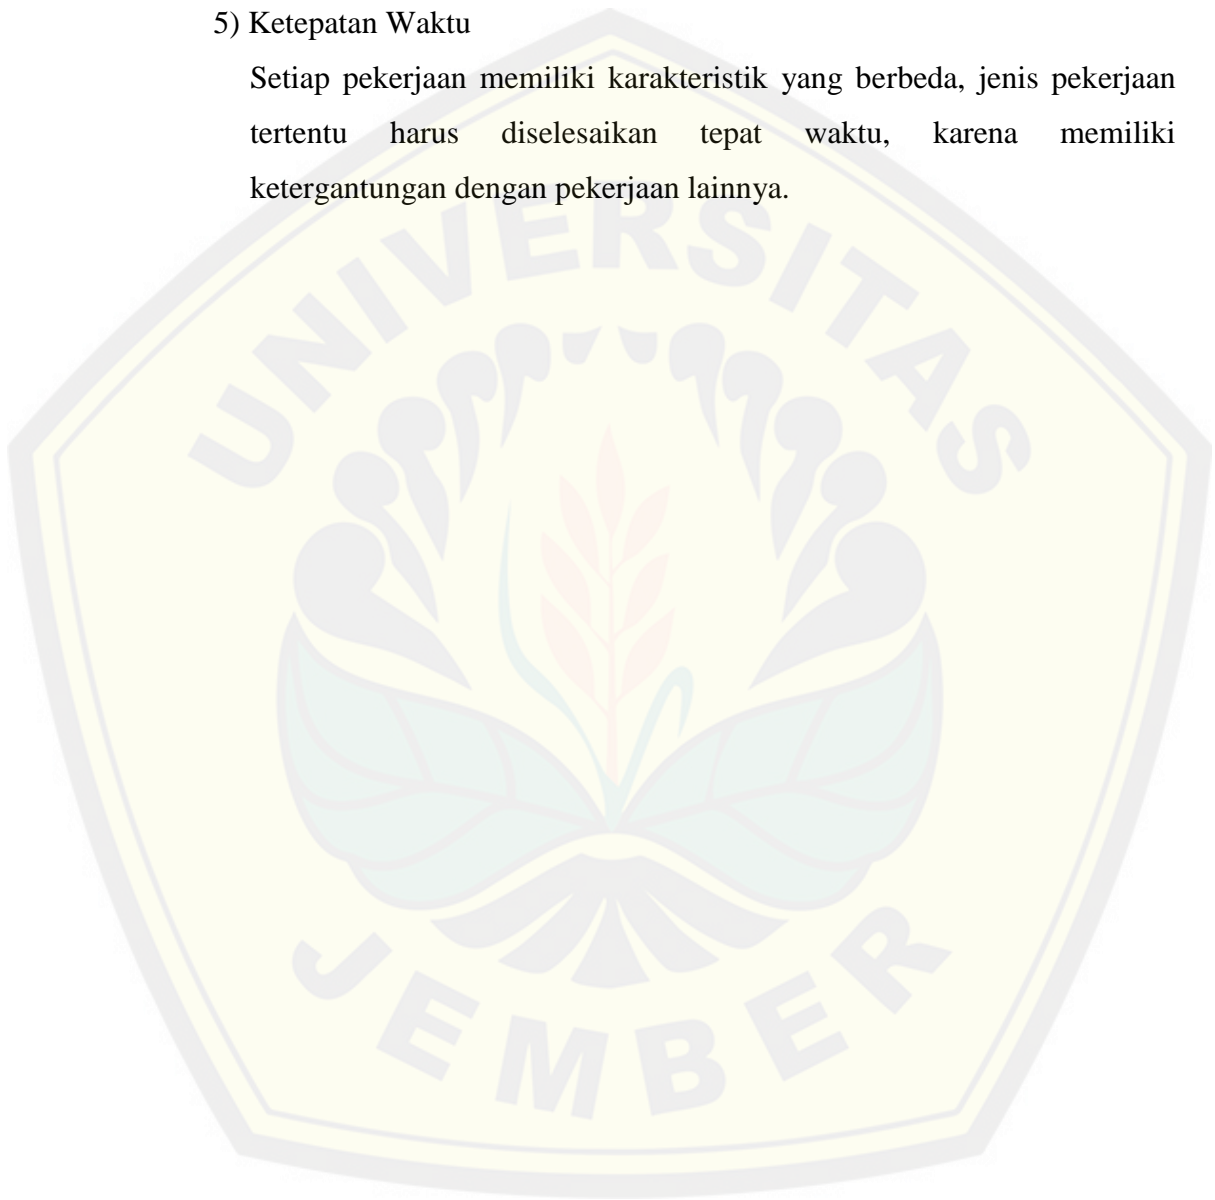 5) Ketepatan Waktu
Setiap pekerjaan memiliki karakteristik yang berbeda, jenis pekerjaan
tertentu harus diselesaikan tepat waktu, karena memiliki
ketergantungan dengan pekerjaan lainnya.
UNIVERSITAS
JEMBER